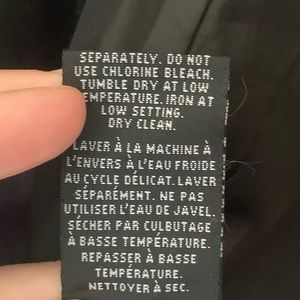 SEPARATELY. DO NOT
USE CHLORINE BLEACH.
TUMBLE DRY AT LOW
EMPERATURE. IRON AT
LOW SETTING.
DRY CLEAN.
LAVER À LA MACHINE À
L'ENVERS À L'EAU FROIDE
AU CYCLE DÉLICAT. LAVER
SÉPARÉMENT. NE PAS
UTILISER L'EAU DE JAVEL.
SÉCHER PAR CULBUTAGE
À BASSE TEMPÉRATURE.
REPASSER À BASSE
TEMPÉRATURE.
NETTOYER À SEC.